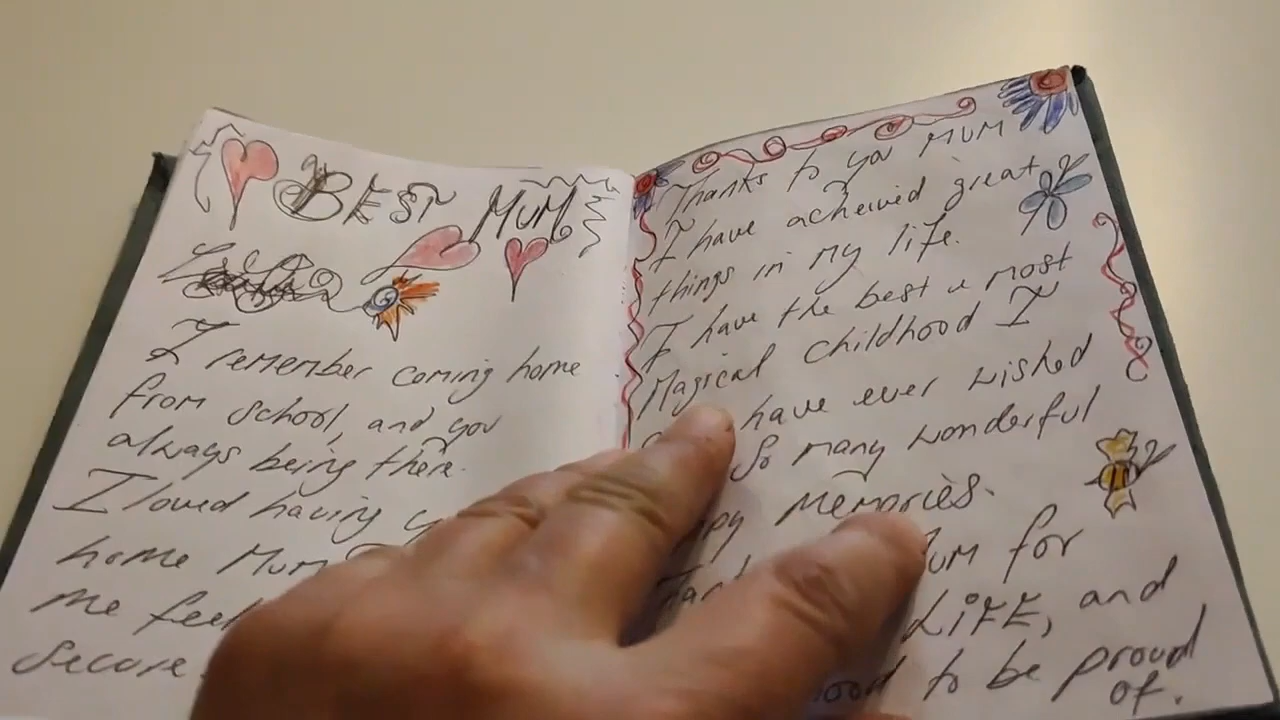 BEST MUM
I remember coming home
from school, and you
always being there.
I loved having
home Mum
me feel
Secure.
Thanks to you MUM
I have acheived great
things in my life.
I have the best & most
Magical childhood I
have ever wished
So many wonderful
Memories.
for
LIFE, and
to be proud
of.